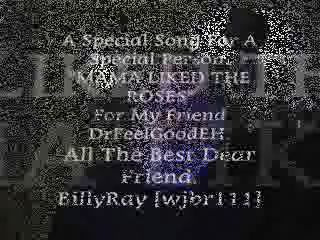 A Special Song For A
Special Person.
"MAMA LIKED THE
ROSES"
For My Friend
DrFeelGoodEH.
All The Best Dear
Friend.
BillyRay [wjbr111]